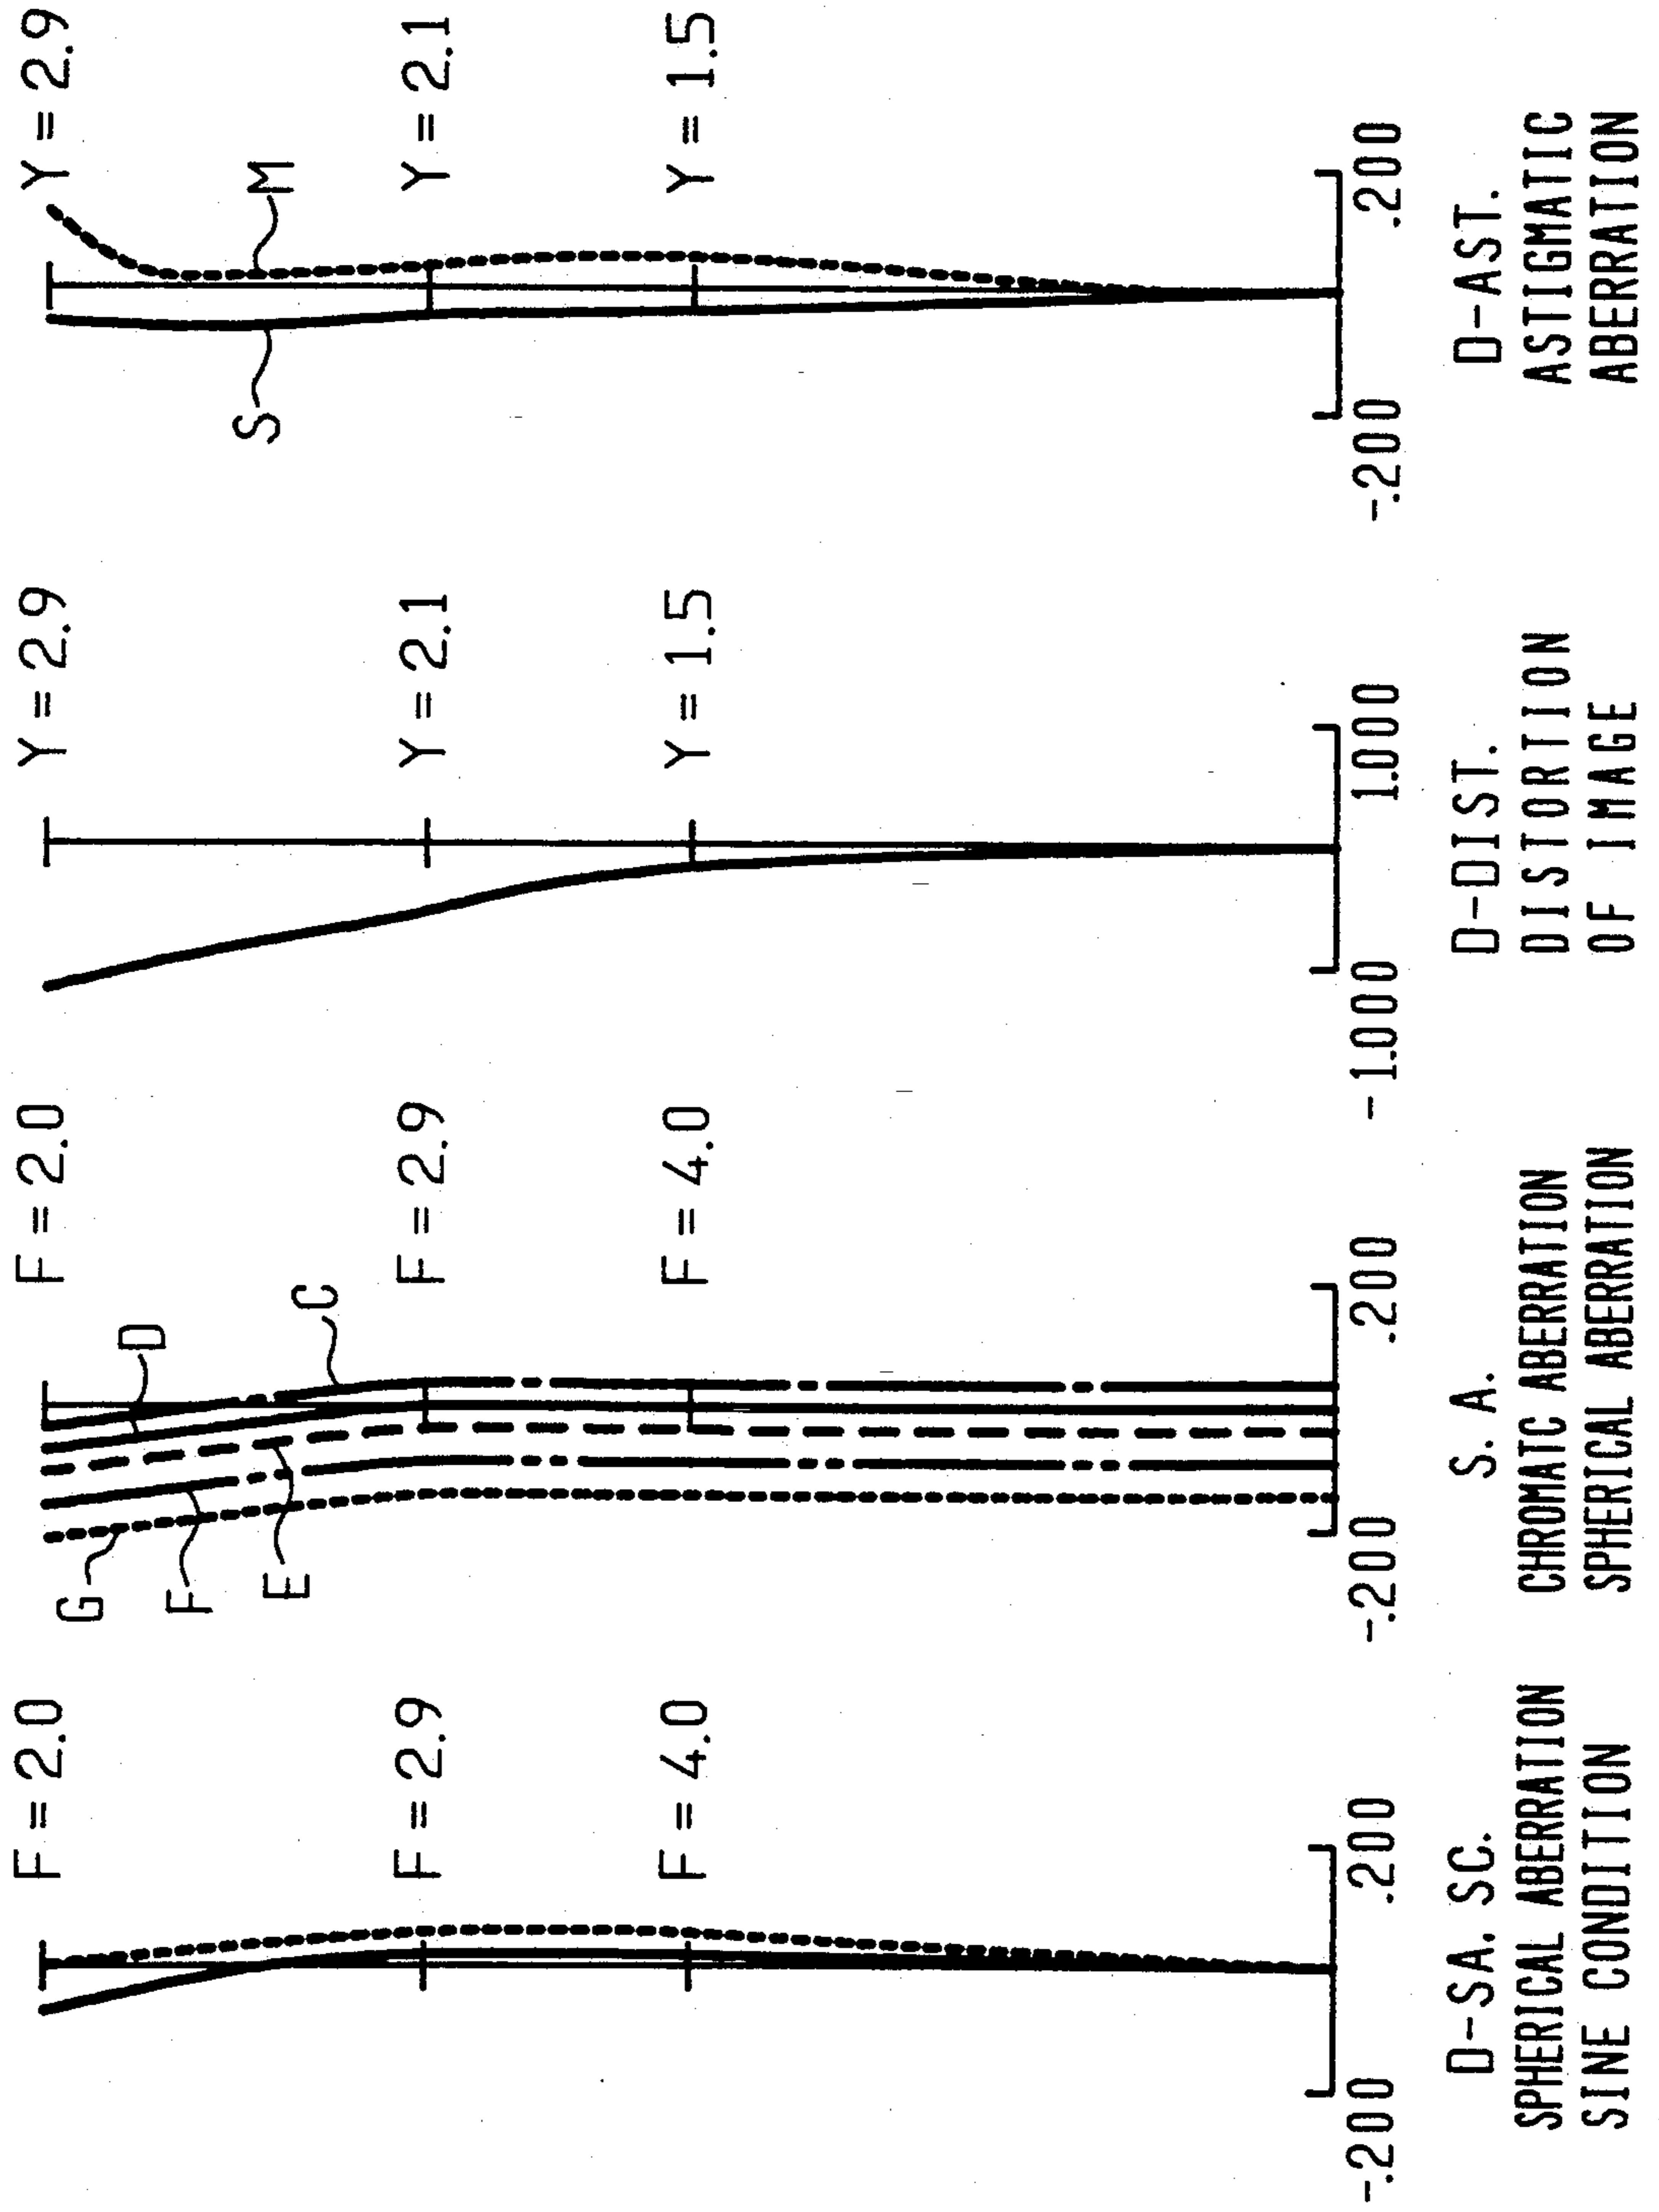 F = 2.0
F = 2.9
F = 4.0
-.200
.200
D-SA. SC.
SPHERICAL ABERRATION
SINE CONDITION
F = 2.0
G
F
E
D
C
F = 2.9
F = 4.0
-.200
.200
S. A.
CHROMATC ABERRATION
SPHERICAL ABERRATION
Y = 2.9
Y = 2.1
Y = 1.5
-1.000
1.000
D-DIST.
DISTORTION
OF IMAGE
Y = 2.9
S
M
Y = 2.1
Y = 1.5
-.200
.200
D-AST.
ASTIGMATIC
ABERRATION